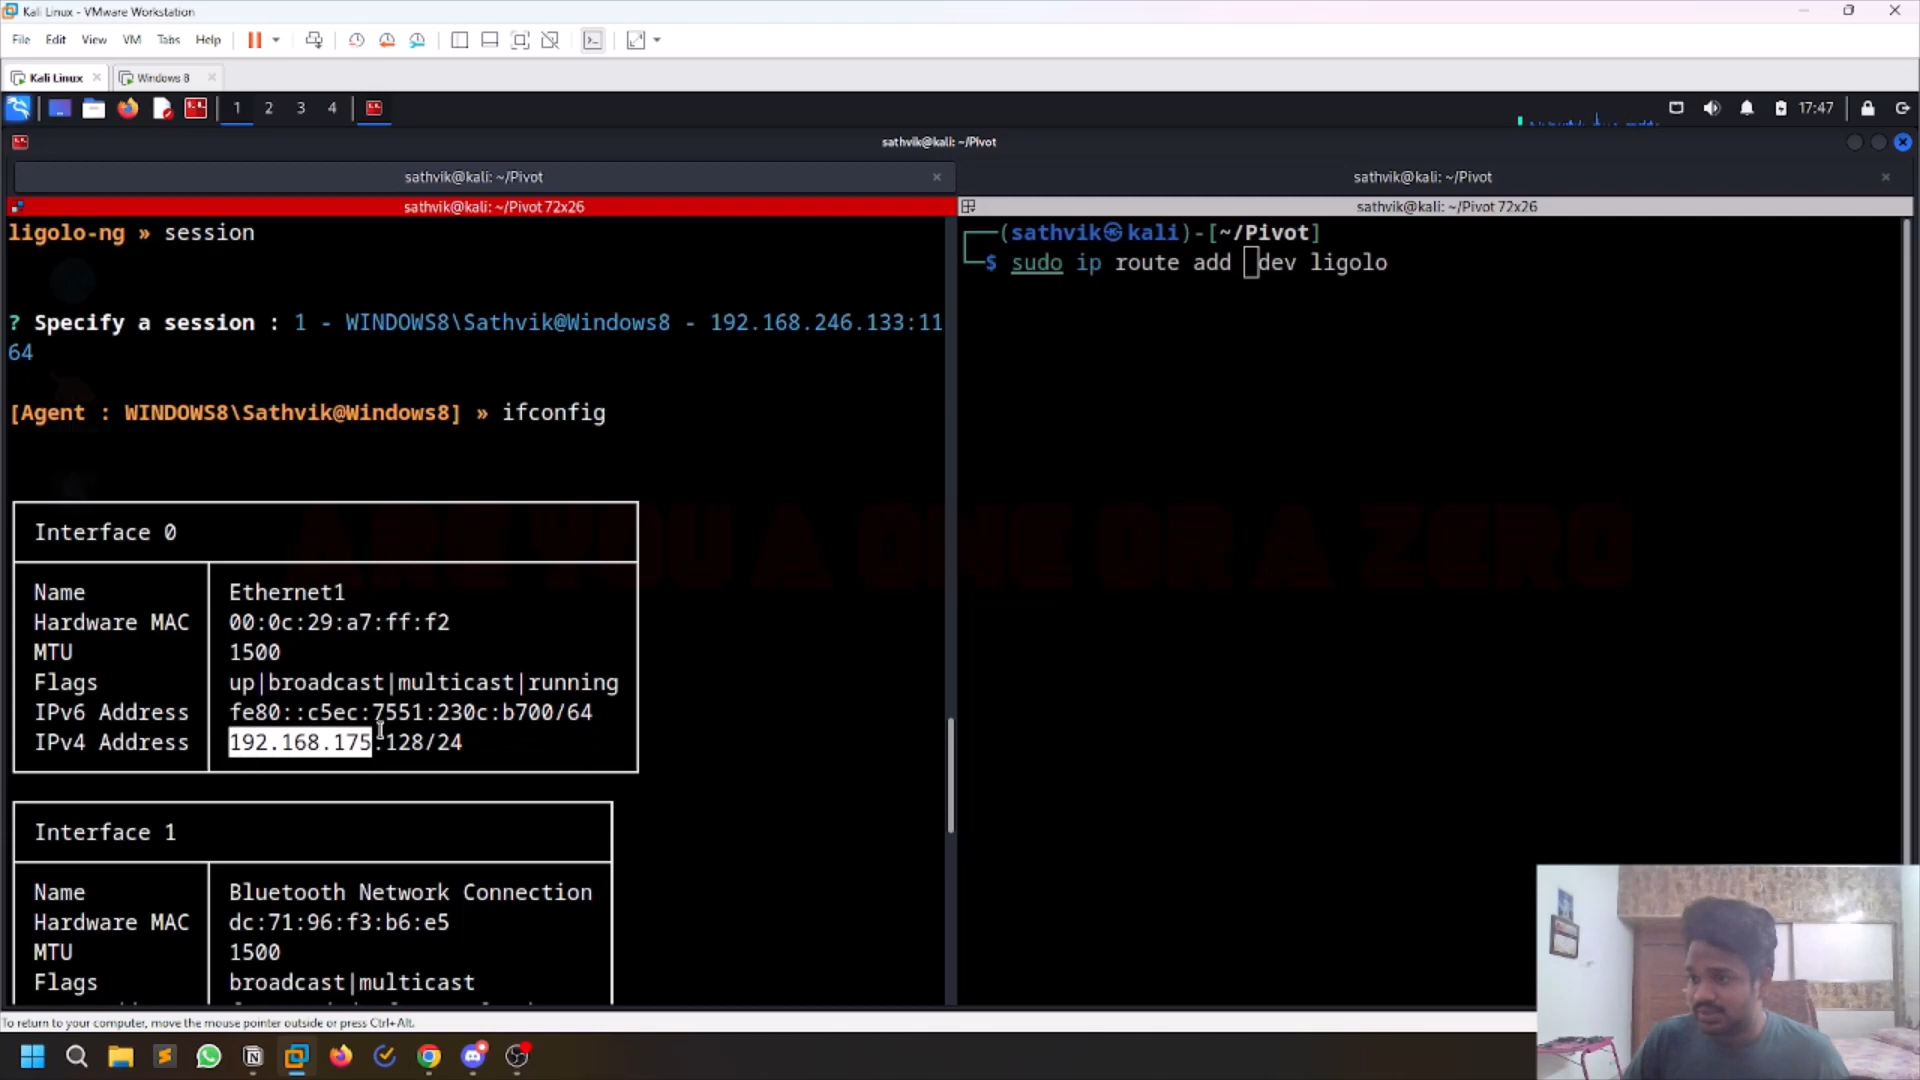 Kali Linux - VMware Workstation
File Edit View VM Tabs Help
Kali Linux × Windows 8 ×
1 2 3 4 17:47
sathvik@kali: ~/Pivot
sathvik@kali: ~/Pivot × sathvik@kali: ~/Pivot ×
sathvik@kali: ~/Pivot 72x26
ligolo-ng » session
? Specify a session : 1 - WINDOWS8\Sathvik@Windows8 - 192.168.246.133:11
64
[Agent : WINDOWS8\Sathvik@Windows8] » ifconfig
Interface 0
Name Ethernet1
Hardware MAC 00:0c:29:a7:ff:f2
MTU 1500
Flags up|broadcast|multicast|running
IPv6 Address fe80::c5ec:7551:230c:b700/64
IPv4 Address 192.168.175.128/24
Interface 1
Name Bluetooth Network Connection
Hardware MAC dc:71:96:f3:b6:e5
MTU 1500
Flags broadcast|multicast
sathvik@kali: ~/Pivot 72x26
┌──(sathvik㉿kali)-[~/Pivot]
└─$ sudo ip route add dev ligolo
ARE YOU A ONE OR A ZERO
To return to your computer, move the mouse pointer outside or press Ctrl+Alt.